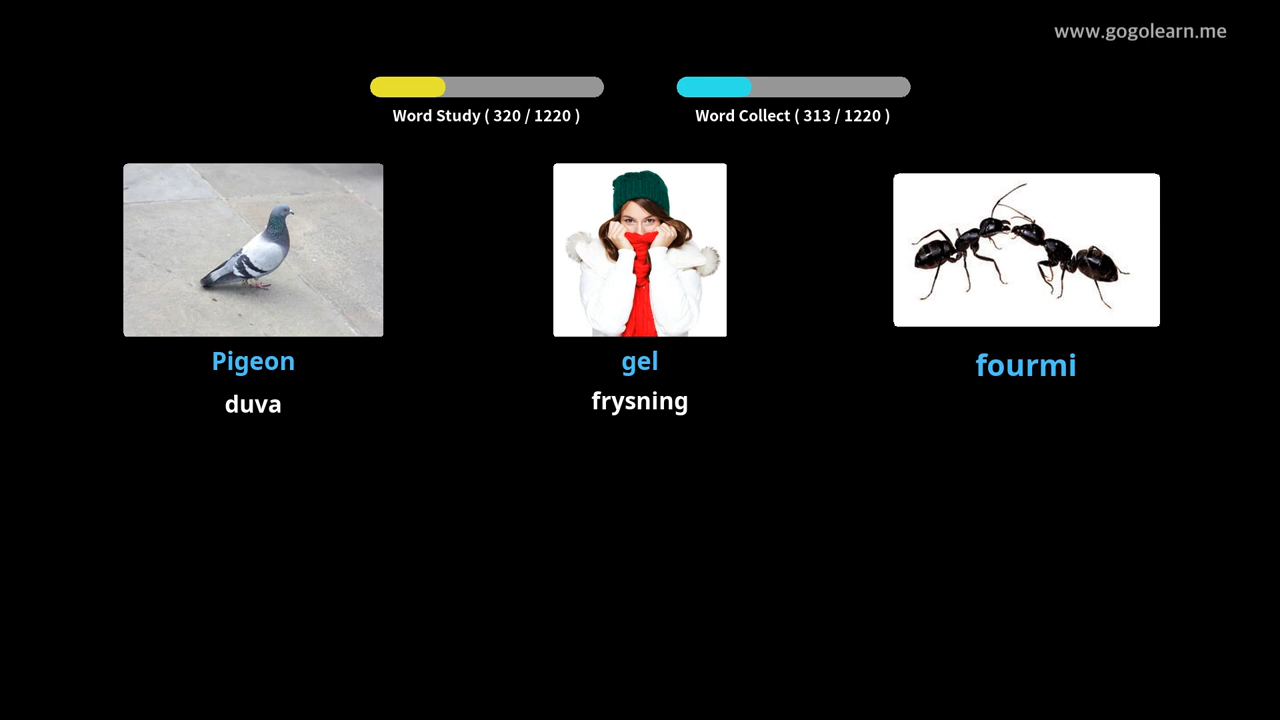 www.gogolearn.me
Word Study ( 320 / 1220 )
Word Collect ( 313 / 1220 )
Pigeon
duva
gel
frysning
fourmi